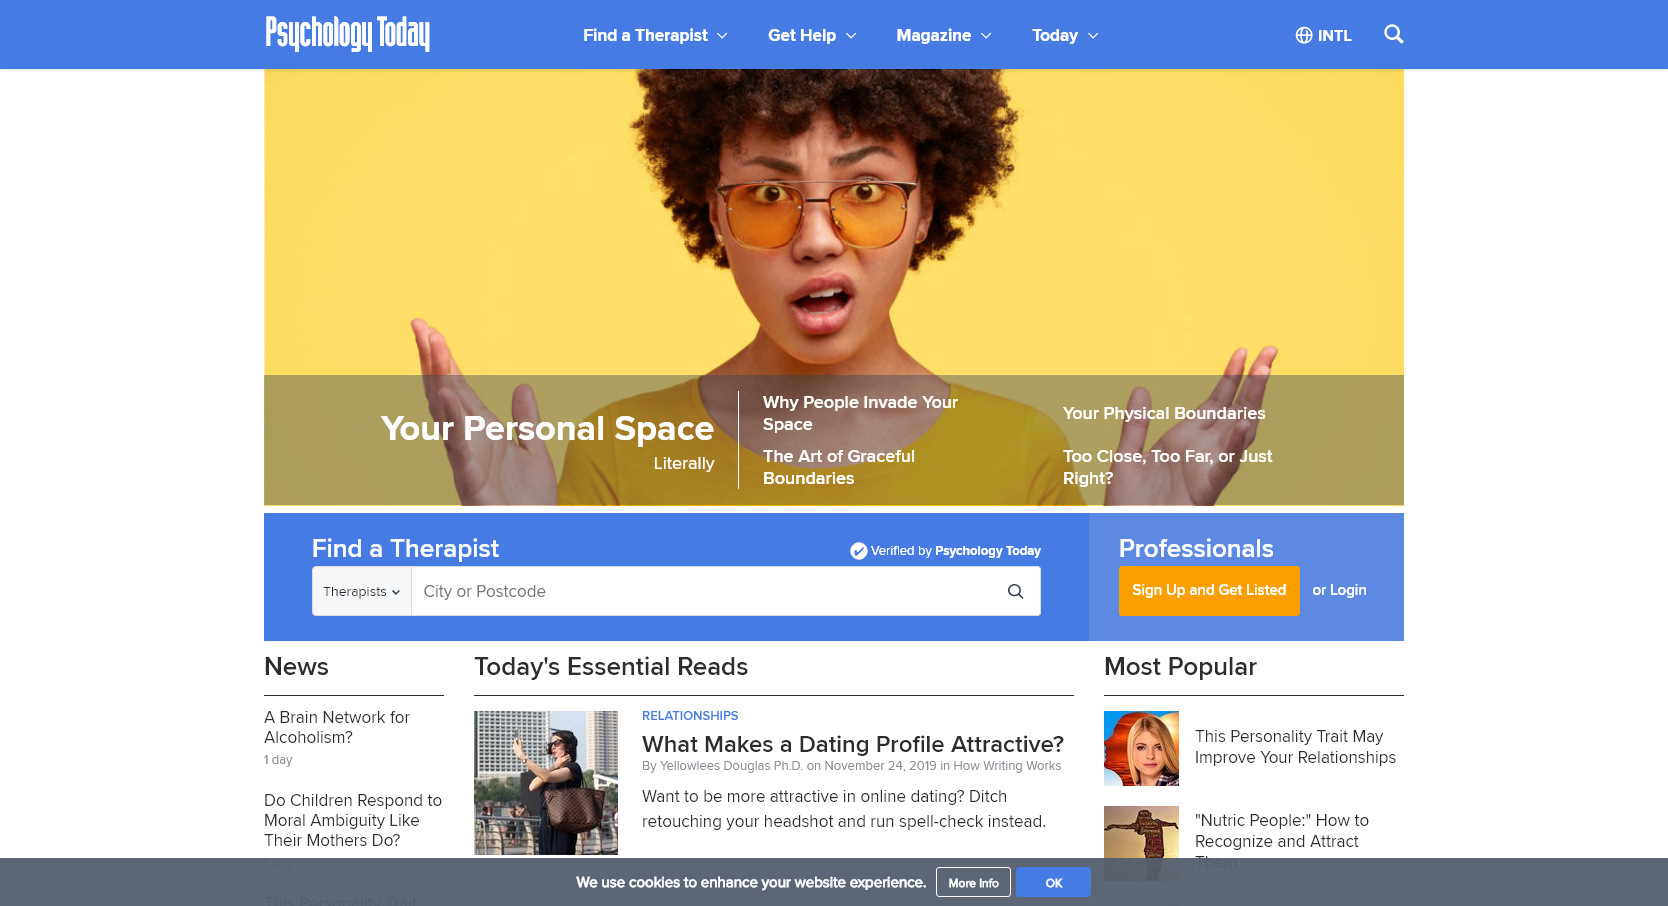 Psychology Today
Find a Therapist
Get Help
Magazine
Today
INTL
Your Personal Space
Literally
Why People Invade Your
Space
The Art of Graceful
Boundaries
Your Physical Boundaries
Too Close, Too Far, or Just
Right?
Find a Therapist
Verified by Psychology Today
Therapists
City or Postcode
Professionals
Sign Up and Get Listed
or Login
News
A Brain Network for
Alcoholism?
1 day
Do Children Respond to
Moral Ambiguity Like
Their Mothers Do?
This Personality Trait
Today's Essential Reads
RELATIONSHIPS
What Makes a Dating Profile Attractive?
By Yellowlees Douglas Ph.D. on November 24, 2019 in How Writing Works
Want to be more attractive in online dating? Ditch
retouching your headshot and run spell-check instead.
Most Popular
This Personality Trait May
Improve Your Relationships
"Nutric People:" How to
Recognize and Attract
Them
We use cookies to enhance your website experience.
More Info
OK